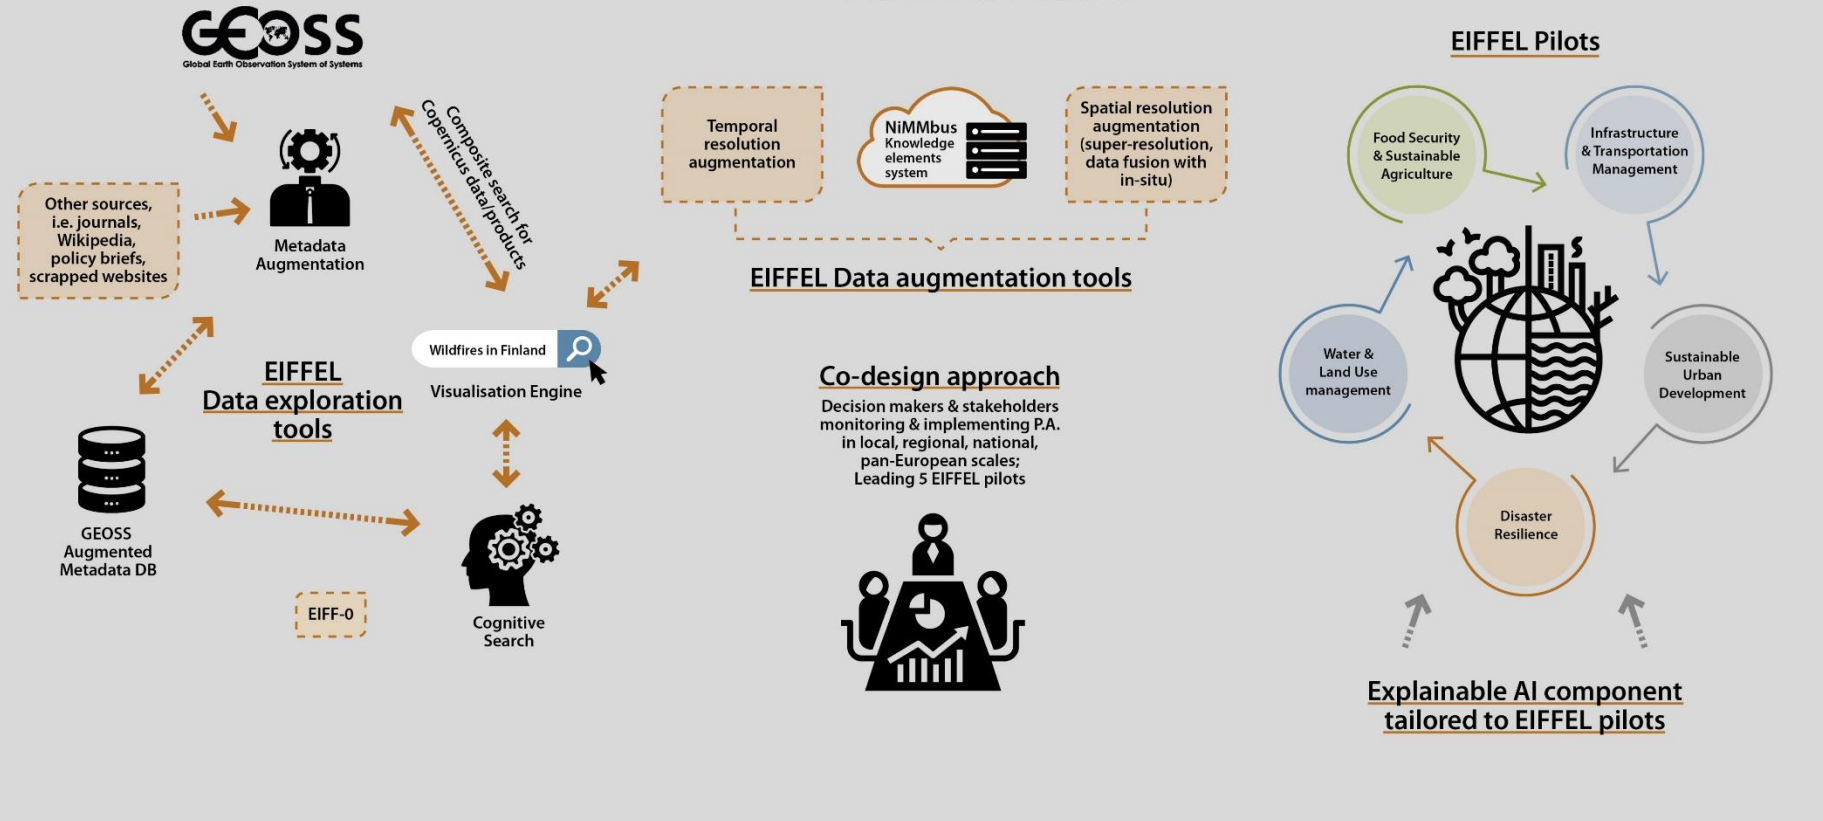 GEOSS
Global Earth Observation System of Systems
Composite search for
Copernicus data/products
Metadata
Augmentation
Other sources,
i.e. journals,
Wikipedia,
policy briefs,
scrapped websites
EIFFEL
Data exploration
tools
Wildfires in Finland
Visualisation Engine
GEOSS
Augmented
Metadata DB
EIFF-0
Cognitive
Search
Temporal
resolution
augmentation
NiMMbus
Knowledge
elements
system
Spatial resolution
augmentation
(super-resolution,
data fusion with
in-situ)
EIFFEL Data augmentation tools
Co-design approach
Decision makers & stakeholders
monitoring & implementing P.A.
in local, regional, national,
pan-European scales;
Leading 5 EIFFEL pilots
EIFFEL Pilots
Food Security
& Sustainable
Agriculture
Infrastructure
& Transportation
Management
Water &
Land Use
management
Sustainable
Urban
Development
Disaster
Resilience
Explainable AI component
tailored to EIFFEL pilots